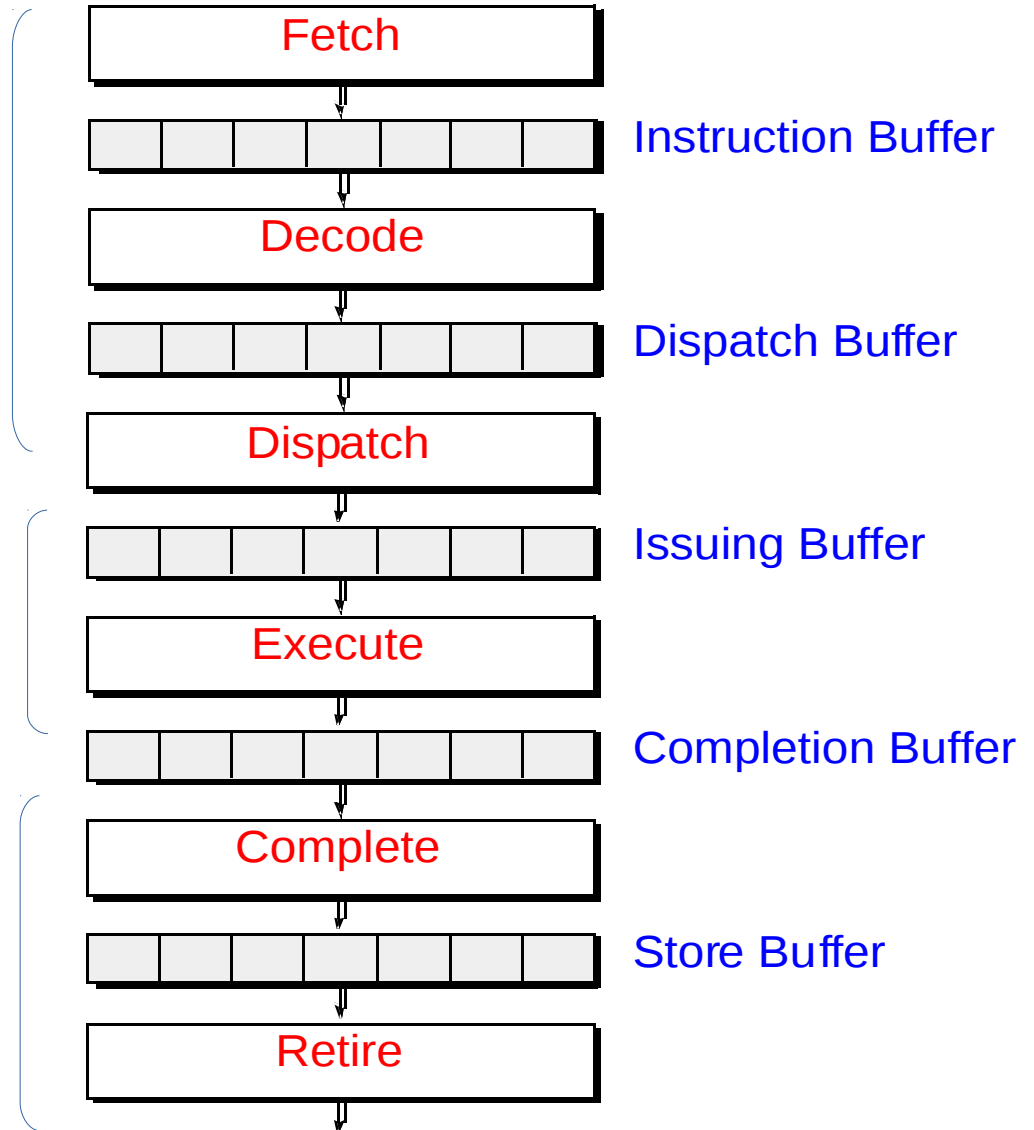 Fetch
Instruction Buffer
Decode
Dispatch Buffer
Dispatch
Issuing Buffer
Execute
Completion Buffer
Complete
Store Buffer
Retire